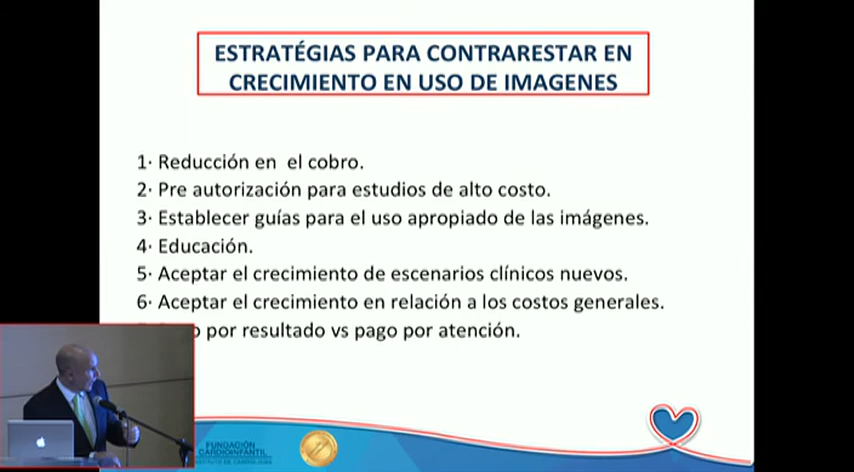 ESTRATÉGIAS PARA CONTRARESTAR EN
CRECIMIENTO EN USO DE IMAGENES
1· Reducción en el cobro.
2· Pre autorización para estudios de alto costo.
3· Establecer guías para el uso apropiado de las imágenes.
4· Educación.
5· Aceptar el crecimiento de escenarios clínicos nuevos.
6· Aceptar el crecimiento en relación a los costos generales.
por resultado vs pago por atención.
FUNDACIÓN
CARDIOINFANTIL
INSTITUTO DE CARDIOLOGÍA